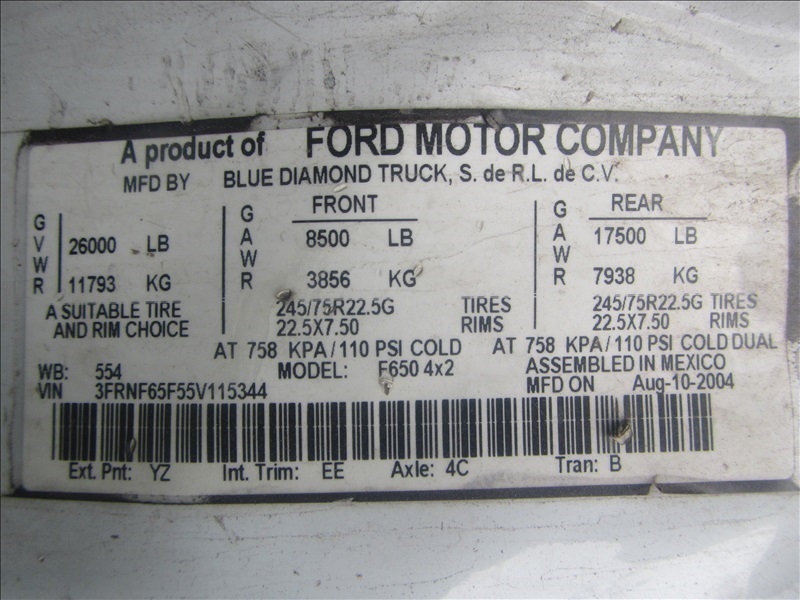 A product of FORD MOTOR COMPANY
MFD BY BLUE DIAMOND TRUCK, S. de R.L. de C.V.
GVWR 26000 LB
11793 KG
FRONT
GAWR 8500 LB
3856 KG
REAR
GAWR 17500 LB
7938 KG
A SUITABLE TIRE
AND RIM CHOICE
245/75R22.5G TIRES
22.5X7.50 RIMS
245/75R22.5G TIRES
22.5X7.50 RIMS
AT 758 KPA/110 PSI COLD
AT 758 KPA/110 PSI COLD DUAL
WB: 554
MODEL: F650 4x2
ASSEMBLED IN MEXICO
VIN 3FRNF65F55V115344
MFD ON Aug-10-2004
Ext. Pnt: YZ Int. Trim: EE Axle: 4C Tran: B